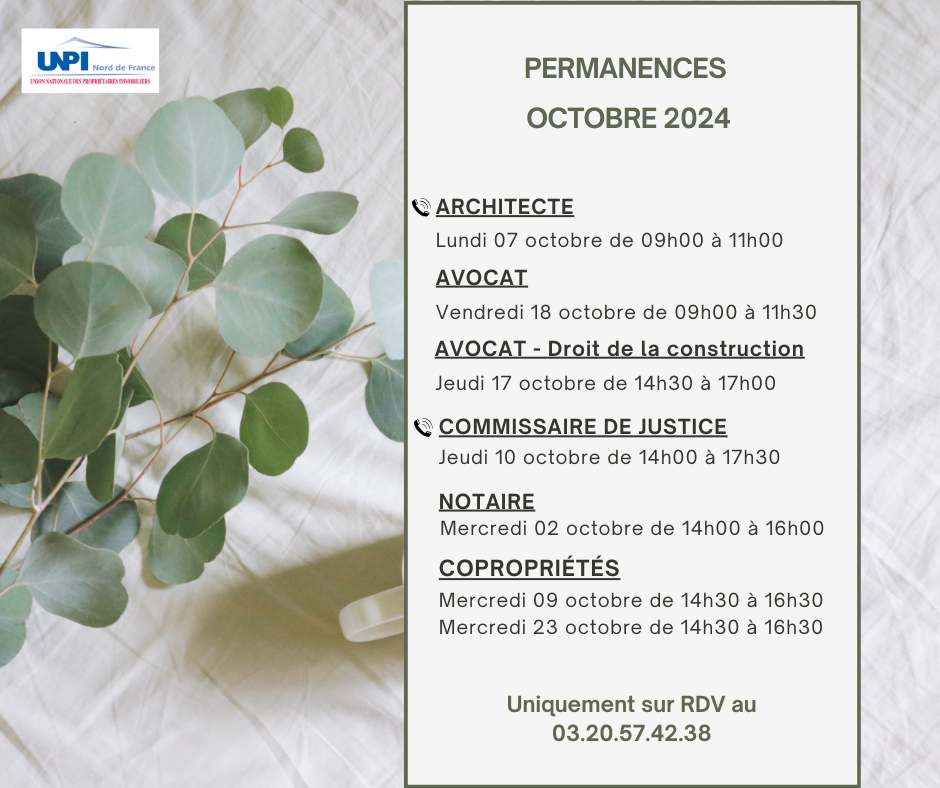 UNPI Nord de France
UNION NATIONALE DES PROPRIÉTAIRES IMMOBILIERS
PERMANENCES
OCTOBRE 2024
ARCHITECTE
Lundi 07 octobre de 09h00 à 11h00
AVOCAT
Vendredi 18 octobre de 09h00 à 11h30
AVOCAT - Droit de la construction
Jeudi 17 octobre de 14h30 à 17h00
COMMISSAIRE DE JUSTICE
Jeudi 10 octobre de 14h00 à 17h30
NOTAIRE
Mercredi 02 octobre de 14h00 à 16h00
COPROPRIÉTÉS
Mercredi 09 octobre de 14h30 à 16h30
Mercredi 23 octobre de 14h30 à 16h30
Uniquement sur RDV au
03.20.57.42.38